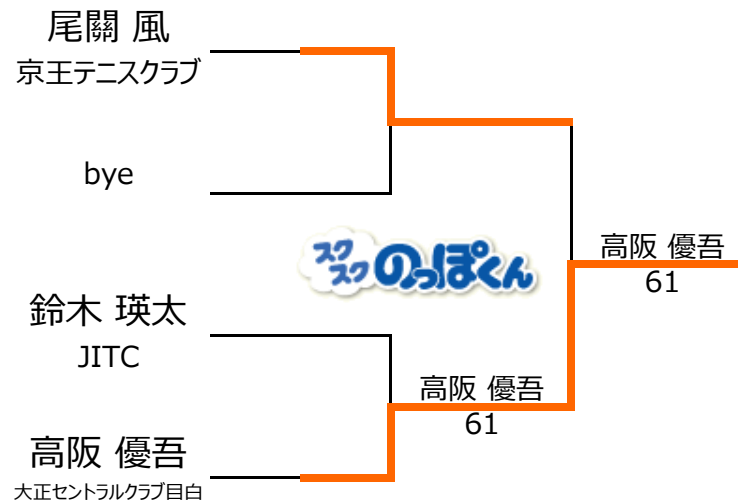 尾關 風
京王テニスクラブ
bye
スクスク のっぽくん
高阪 優吾
61
鈴木 瑛太
JITC
高阪 優吾
61
高阪 優吾
大正セントラルクラブ目白